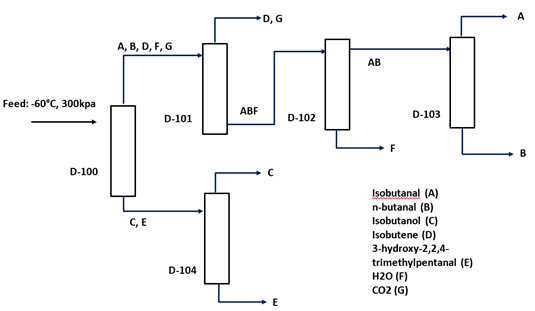 D, G
A
A, B, D, F, G
AB
Feed: -60°C, 300kpa
ABF
D-101
D-102
D-103
F
B
D-100
C
C, E
Isobutanal (A)
n-butanal (B)
Isobutanol (C)
Isobutene (D)
3-hydroxy-2,2,4-
trimethylpentanal (E)
H2O (F)
CO2 (G)
D-104
E